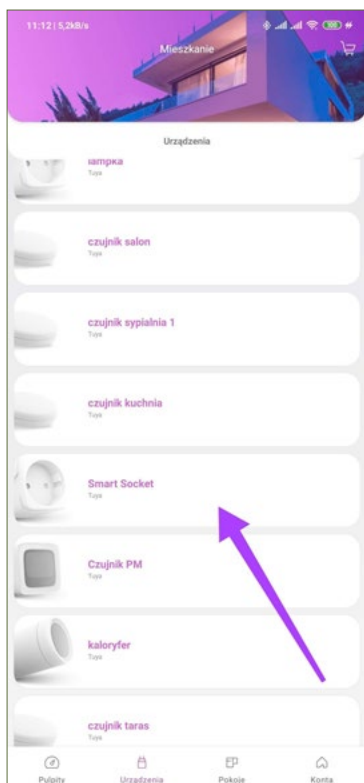 11:12 | 5,2kB/s
100
Mieszkanie
Urządzenia
lampka
Tuya
czujnik salon
Tuya
czujnik sypialnia 1
Tuya
czujnik kuchnia
Tuya
Smart Socket
Tuya
Czujnik PM
Tuya
kaloryfer
Tuya
czujnik taras
Tuya
Pulpity
Urządzenia
Pokoje
Konta